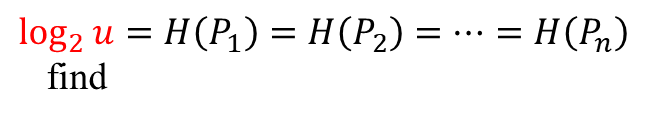 log₂ u = H(P₁) = H(P₂) = ⋯ = H(Pₙ)
find